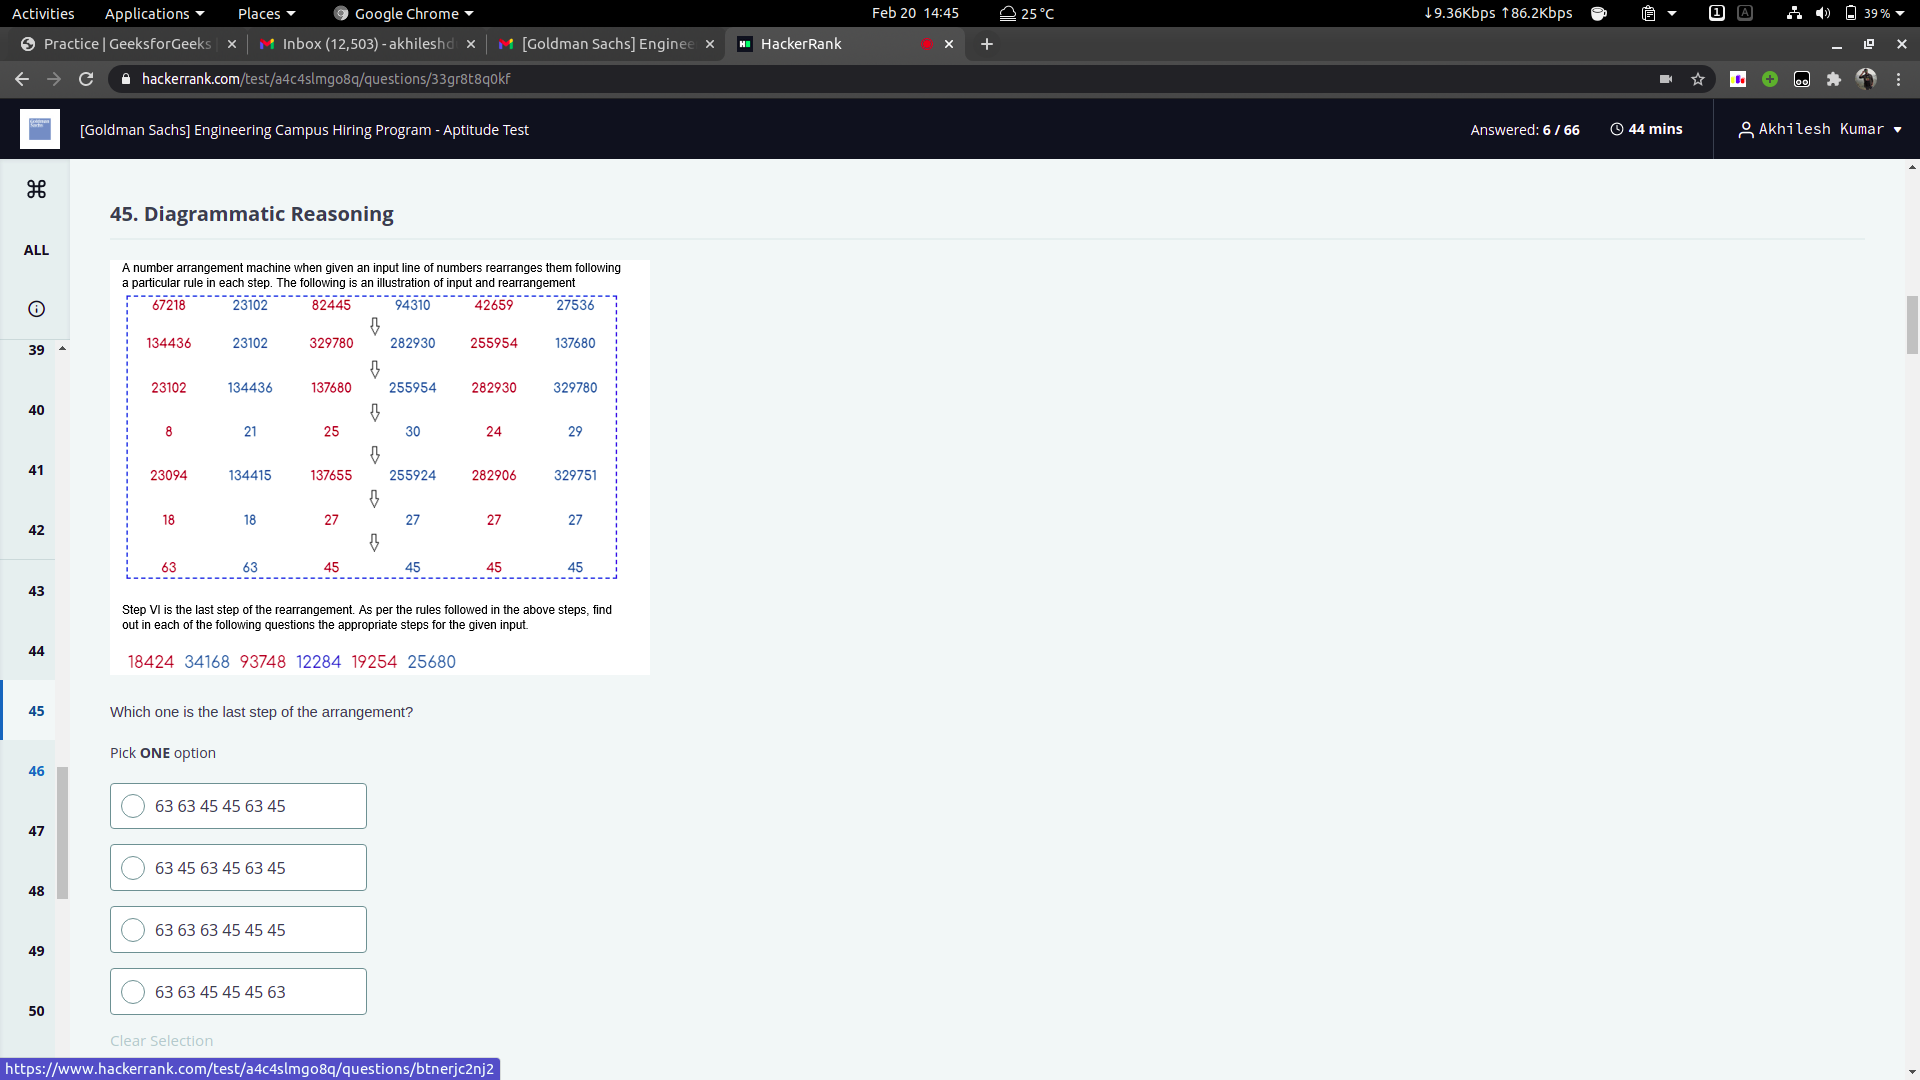 Activities Applications Places Google Chrome Feb 20 14:45 25 °C ↓9.36Kbps ↑86.2Kbps 1 A 39 %
Practice | GeeksforGeeks Inbox (12,503) - akhileshd [Goldman Sachs] Enginee HackerRank
hackerrank.com/test/a4c4slmgo8q/questions/33gr8t8q0kf
[Goldman Sachs] Engineering Campus Hiring Program - Aptitude Test Answered: 6 / 66 44 mins Akhilesh Kumar
ALL
39
40
41
42
43
44
45
46
47
48
49
50
45. Diagrammatic Reasoning
A number arrangement machine when given an input line of numbers rearranges them following
a particular rule in each step. The following is an illustration of input and rearrangement
67218 23102 82445 94310 42659 27536
134436 23102 329780 282930 255954 137680
23102 134436 137680 255954 282930 329780
8 21 25 30 24 29
23094 134415 137655 255924 282906 329751
18 18 27 27 27 27
63 63 45 45 45 45
Step VI is the last step of the rearrangement. As per the rules followed in the above steps, find
out in each of the following questions the appropriate steps for the given input.
18424 34168 93748 12284 19254 25680
Which one is the last step of the arrangement?
Pick ONE option
63 63 45 45 63 45
63 45 63 45 63 45
63 63 63 45 45 45
63 63 45 45 45 63
Clear Selection
https://www.hackerrank.com/test/a4c4slmgo8q/questions/btnerjc2nj2